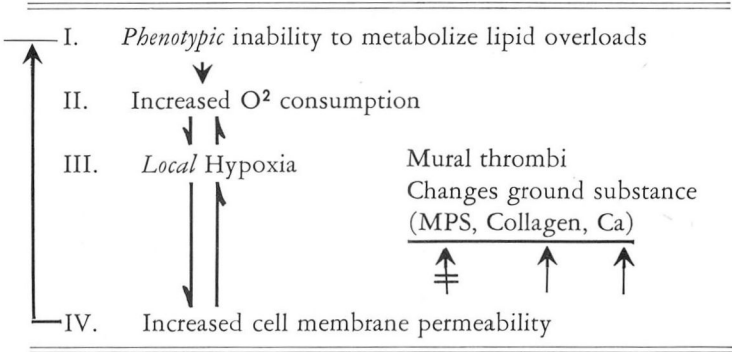 I. Phenotypic inability to metabolize lipid overloads
II. Increased O² consumption
III. Local Hypoxia
Mural thrombi
Changes ground substance
(MPS, Collagen, Ca)
IV. Increased cell membrane permeability